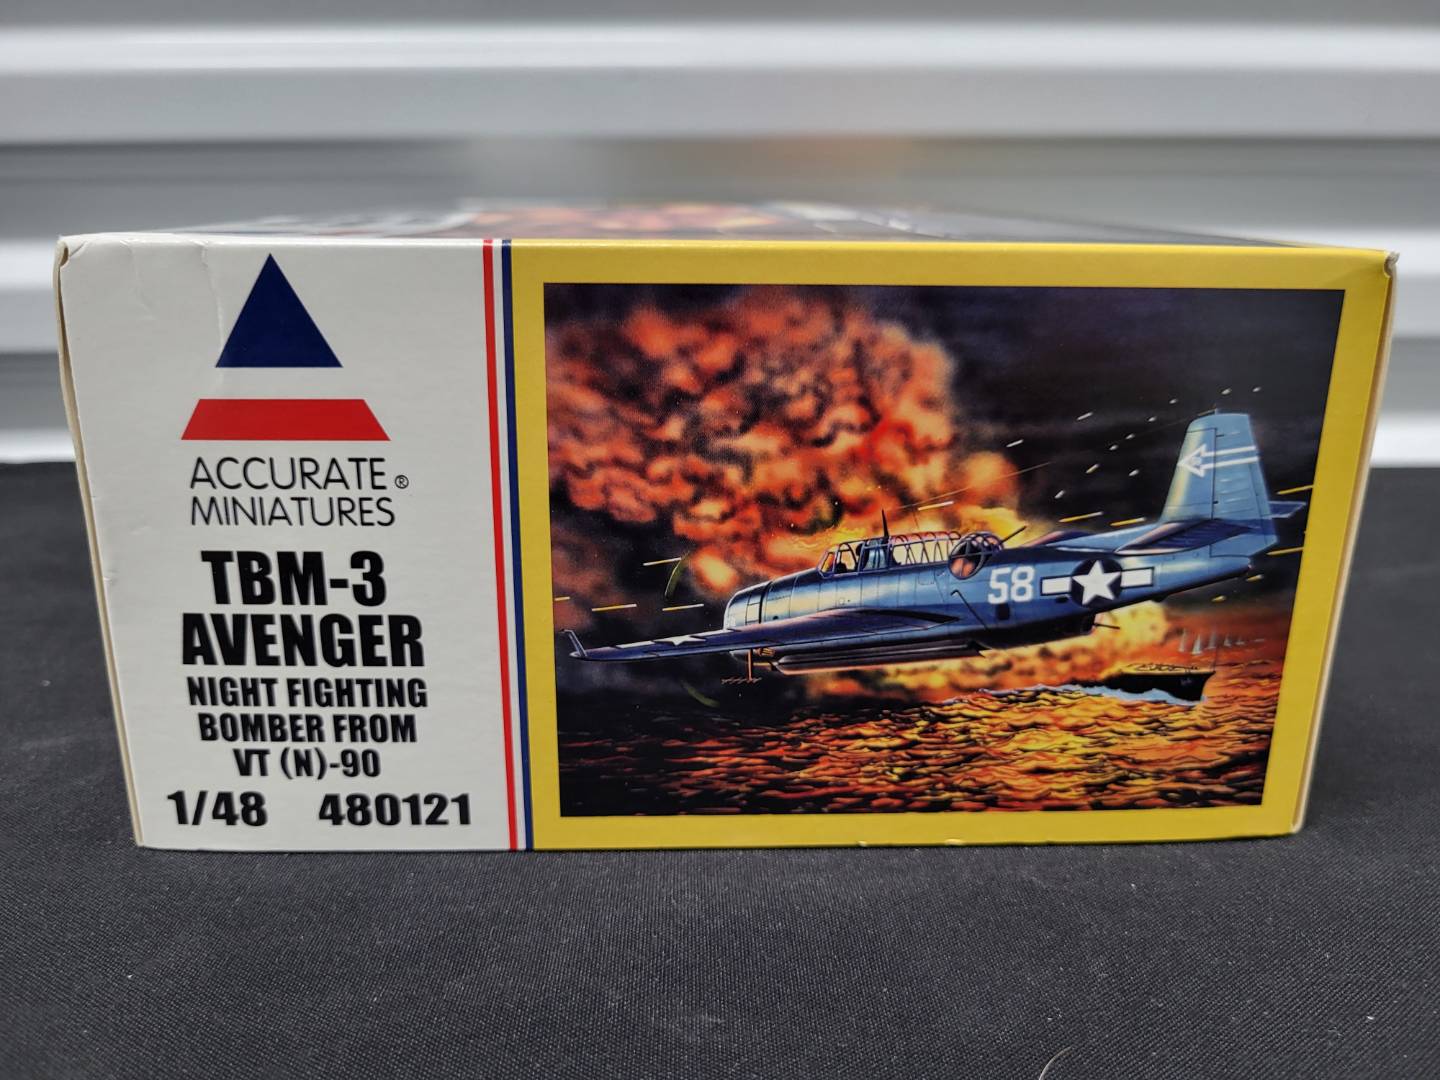 ACCURATE®
MINIATURES
TBM-3
AVENGER
NIGHT FIGHTING
BOMBER FROM
VT (N)-90
1/48 480121
58